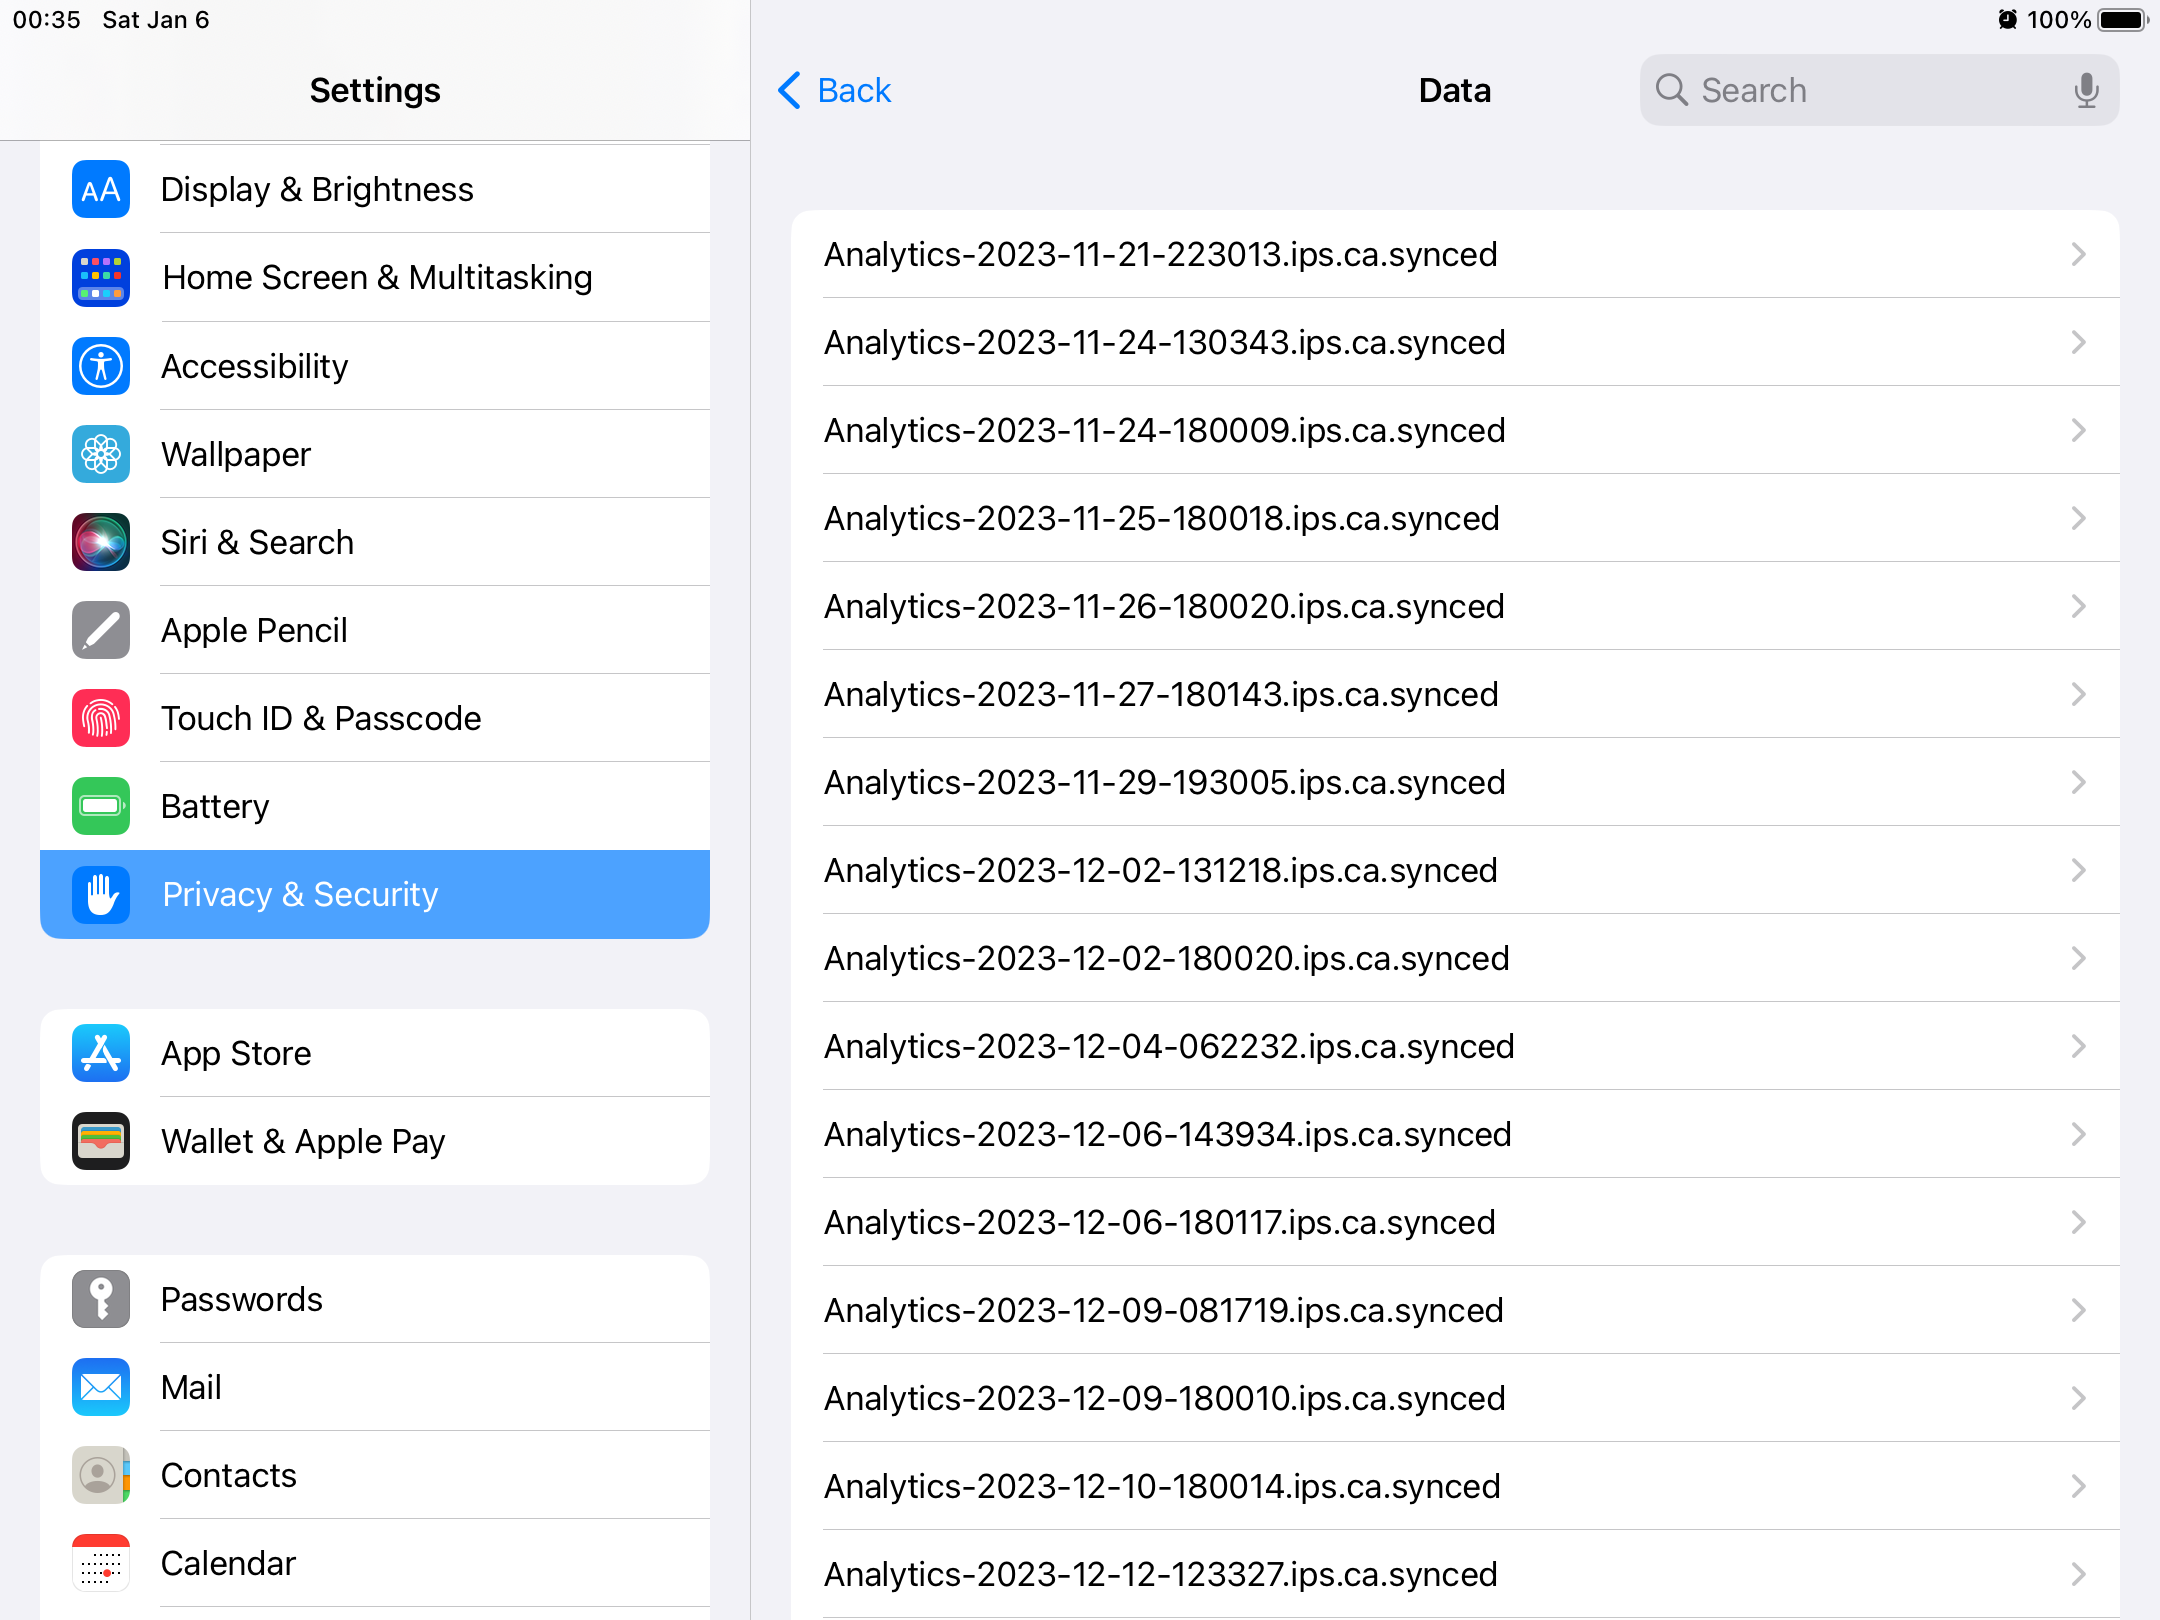 00:35 Sat Jan 6
100%
Settings
Display & Brightness
Home Screen & Multitasking
Accessibility
Wallpaper
Siri & Search
Apple Pencil
Touch ID & Passcode
Battery
Privacy & Security
App Store
Wallet & Apple Pay
Passwords
Mail
Contacts
Calendar
Back
Data
Search
Analytics-2023-11-21-223013.ips.ca.synced
Analytics-2023-11-24-130343.ips.ca.synced
Analytics-2023-11-24-180009.ips.ca.synced
Analytics-2023-11-25-180018.ips.ca.synced
Analytics-2023-11-26-180020.ips.ca.synced
Analytics-2023-11-27-180143.ips.ca.synced
Analytics-2023-11-29-193005.ips.ca.synced
Analytics-2023-12-02-131218.ips.ca.synced
Analytics-2023-12-02-180020.ips.ca.synced
Analytics-2023-12-04-062232.ips.ca.synced
Analytics-2023-12-06-143934.ips.ca.synced
Analytics-2023-12-06-180117.ips.ca.synced
Analytics-2023-12-09-081719.ips.ca.synced
Analytics-2023-12-09-180010.ips.ca.synced
Analytics-2023-12-10-180014.ips.ca.synced
Analytics-2023-12-12-123327.ips.ca.synced